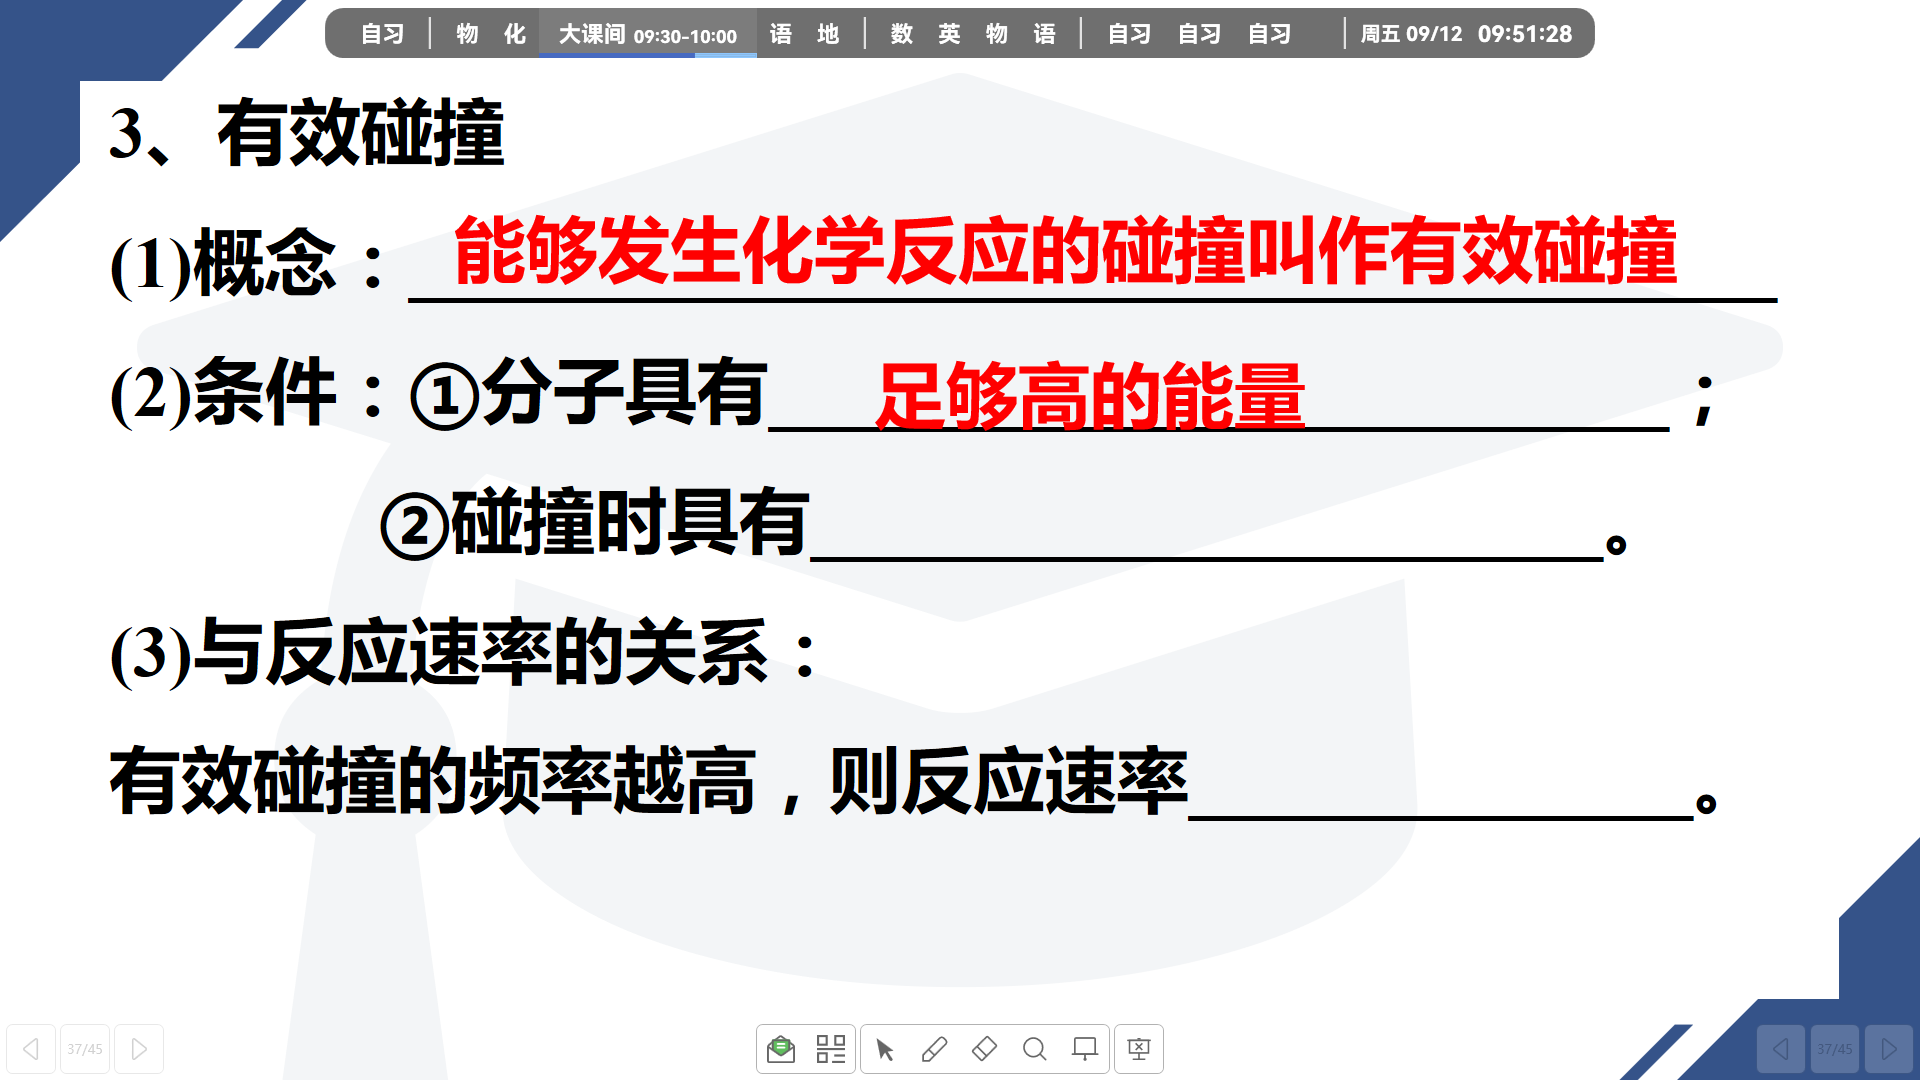 自习 物 化 大课间 09:30-10:00 语 地 数 英 物 语 自习 自习 自习 周五 09/12 09:51:28
3、有效碰撞
(1)概念：能够发生化学反应的碰撞叫作有效碰撞
(2)条件：①分子具有足够高的能量；
②碰撞时具有________。
(3)与反应速率的关系：
有效碰撞的频率越高，则反应速率________。
37/45 37/45